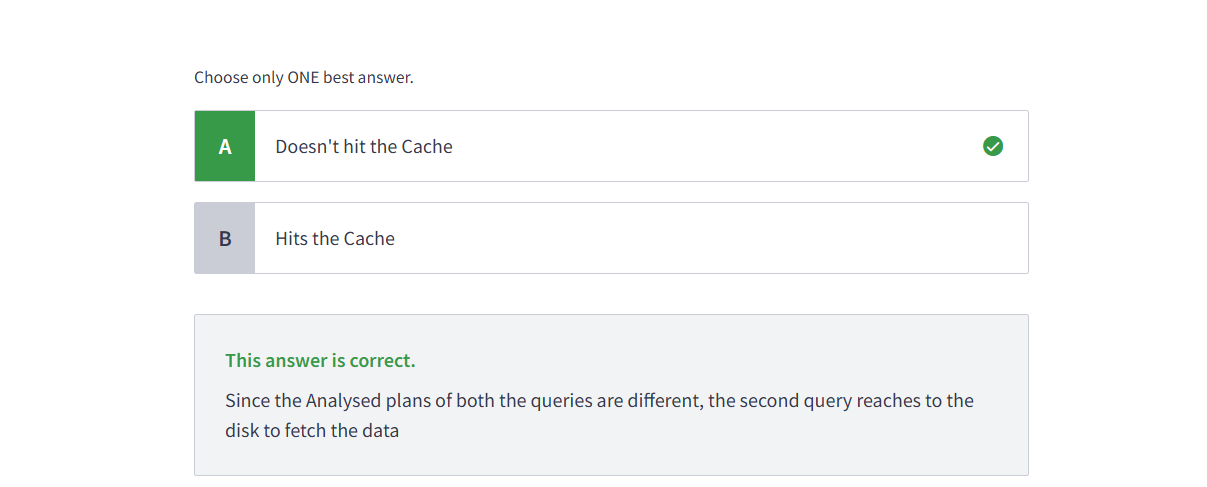 Choose only ONE best answer.
A Doesn't hit the Cache
B Hits the Cache
This answer is correct.
Since the Analysed plans of both the queries are different, the second query reaches to the
disk to fetch the data